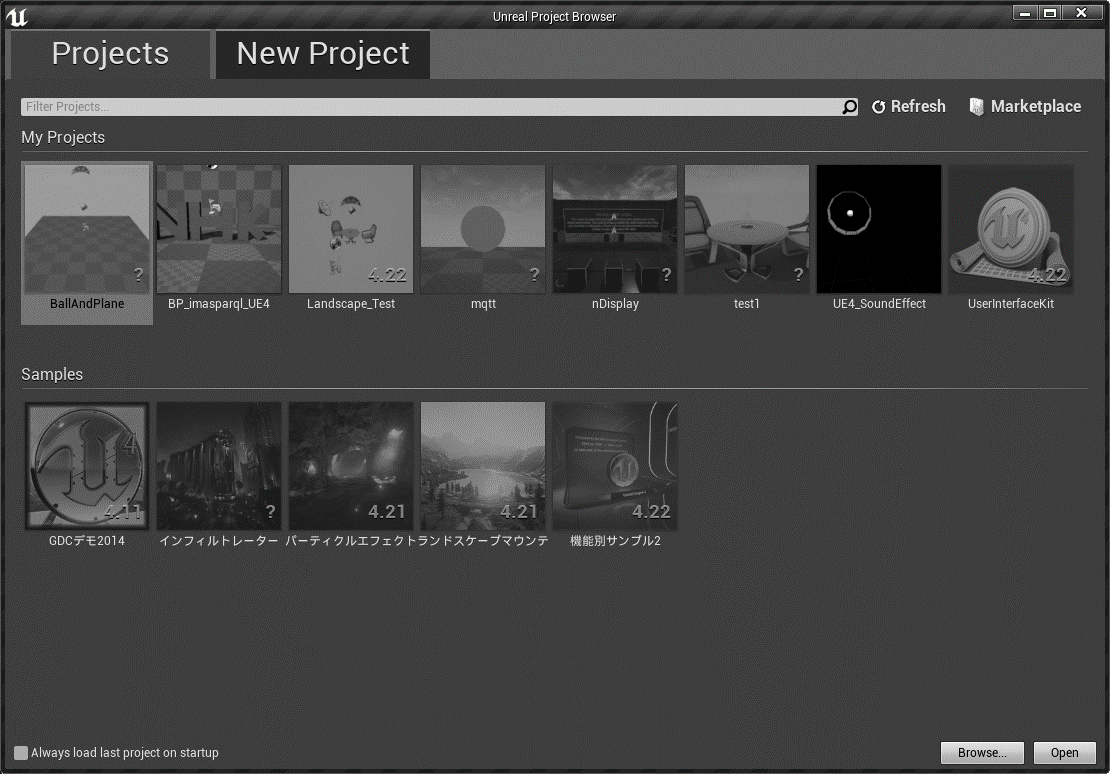 Unreal Project Browser
Projects
New Project
Filter Projects...
Refresh
Marketplace
My Projects
?
4.22
?
?
?
4.22
BallAndPlane
BP_imasparql_UE4
Landscape_Test
mqtt
nDisplay
test1
UE4_SoundEffect
UserInterfaceKit
Samples
4
4.11
?
4.21
4.21
4.22
GDCデモ2014
インフィルトレーター
パーティクルエフェクト
ランドスケープマウンテ
機能別サンプル2
Always load last project on startup
Browse...
Open